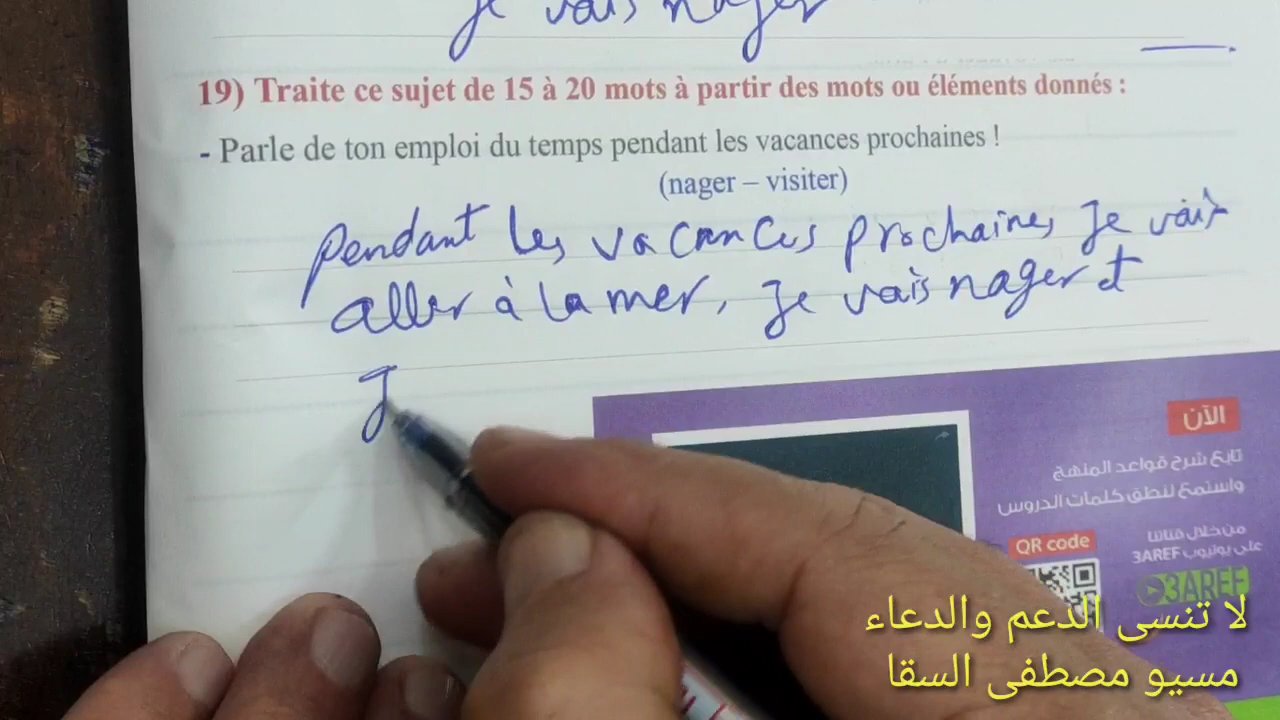 Je vais nager
19) Traite ce sujet de 15 à 20 mots à partir des mots ou éléments donnés :
- Parle de ton emploi du temps pendant les vacances prochaines !
(nager – visiter)
Pendant les vacances prochaines, Je vais
aller à la mer, Je vais nager et
J
الآن
تابع شرح قواعد المنهج
واستمع لنطق كلمات الدروس
من خلال قناتنا
على يوتيوب 3AREF
QR code
3AREF
لا تنسى الدعم والدعاء
مسيو مصطفى السقا